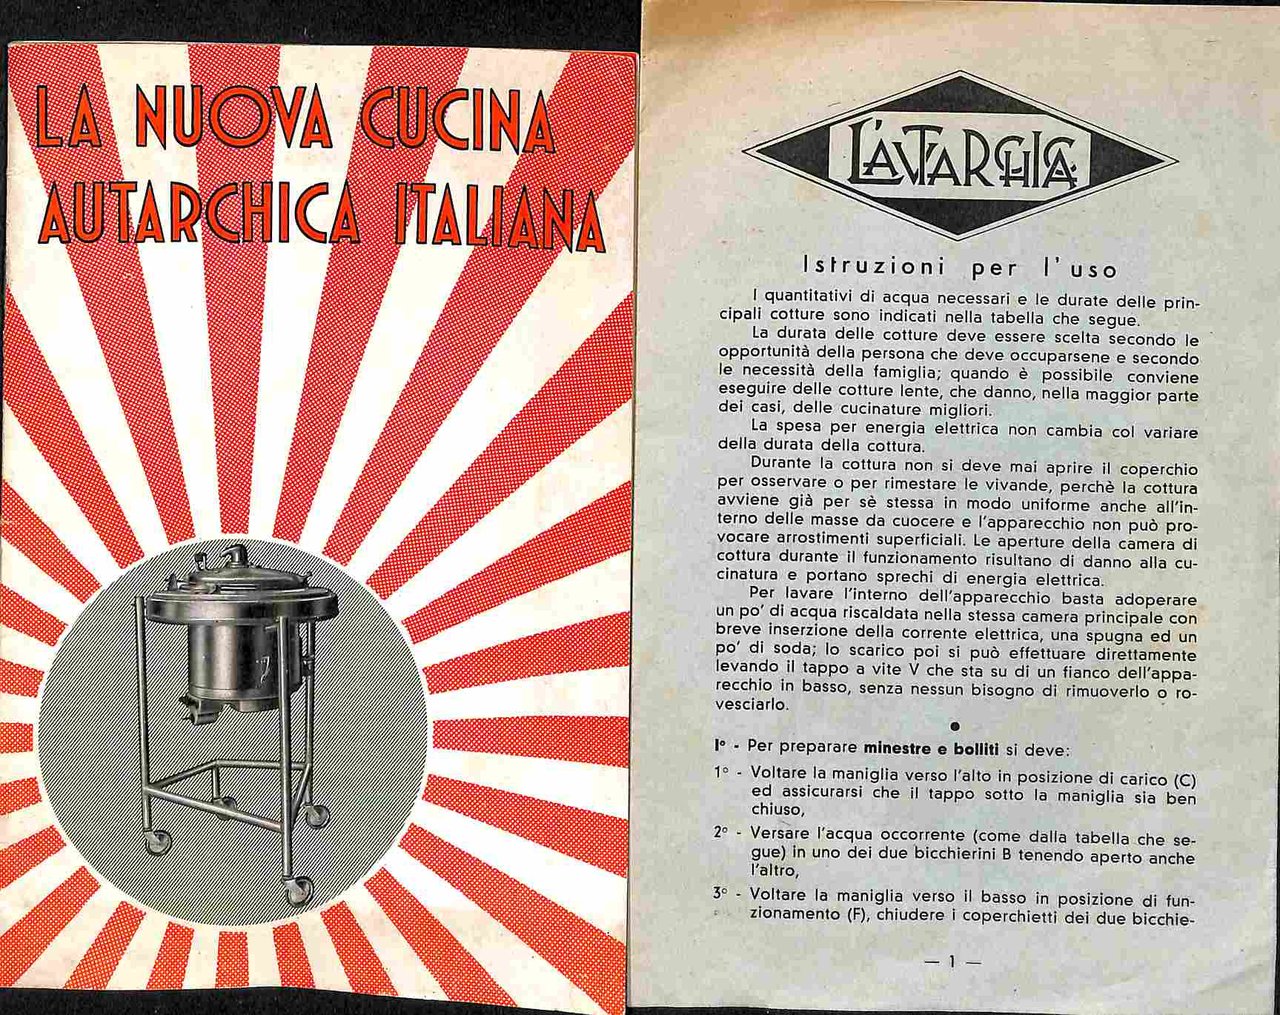 LA NUOVA CUCINA
AUTARCHICA ITALIANA
L'AUTARCHICA
Istruzioni per l'uso
I quantitativi di acqua necessari e le durate delle prin-
cipali cotture sono indicati nella tabella che segue.
La durata delle cotture deve essere scelta secondo le
opportunità della persona che deve occuparsene e secondo
le necessità della famiglia; quando è possibile conviene
eseguire delle cotture lente, che danno, nella maggior parte
dei casi, delle cucinature migliori.
La spesa per energia elettrica non cambia col variare
della durata della cottura.
Durante la cottura non si deve mai aprire il coperchio
per osservare o per rimestare le vivande, perchè la cottura
avviene già per sè stessa in modo uniforme anche all'in-
terno delle masse da cuocere e l'apparecchio non può pro-
vocare arrostimenti superficiali. Le aperture della camera di
cottura durante il funzionamento risultano di danno alla cu-
cinatura e portano sprechi di energia elettrica.
Per lavare l'interno dell'apparecchio basta adoperare
un po' di acqua riscaldata nella stessa camera principale con
breve inserzione della corrente elettrica, una spugna ed un
po' di soda; lo scarico poi si può effettuare direttamente
levando il tappo a vite V che sta su di un fianco dell'appa-
recchio in basso, senza nessun bisogno di rimuoverlo o ro-
vesciarlo.
I° - Per preparare minestre e bolliti si deve:
1° - Voltare la maniglia verso l'alto in posizione di carico (C)
ed assicurarsi che il tappo sotto la maniglia sia ben
chiuso,
2° - Versare l'acqua occorrente (come dalla tabella che se-
gue) in uno dei due bicchierini B tenendo aperto anche
l'altro,
3° - Voltare la maniglia verso il basso in posizione di fun-
zionamento (F), chiudere i coperchietti dei due bicchie-
— 1 —